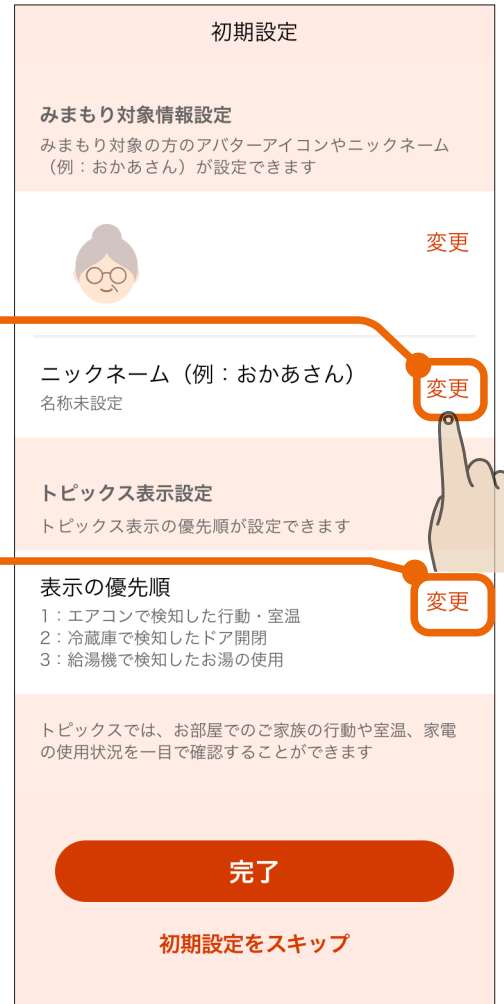 初期設定
みまもり対象情報設定
みまもり対象の方のアバターアイコンやニックネーム
（例：おかあさん）が設定できます
変更
ニックネーム（例：おかあさん）
名称未設定
変更
トピックス表示設定
トピックス表示の優先順が設定できます
表示の優先順
変更
1：エアコンで検知した行動・室温
2：冷蔵庫で検知したドア開閉
3：給湯機で検知したお湯の使用
トピックスでは、お部屋でのご家族の行動や室温、家電
の使用状況を一目で確認することができます
完了
初期設定をスキップ